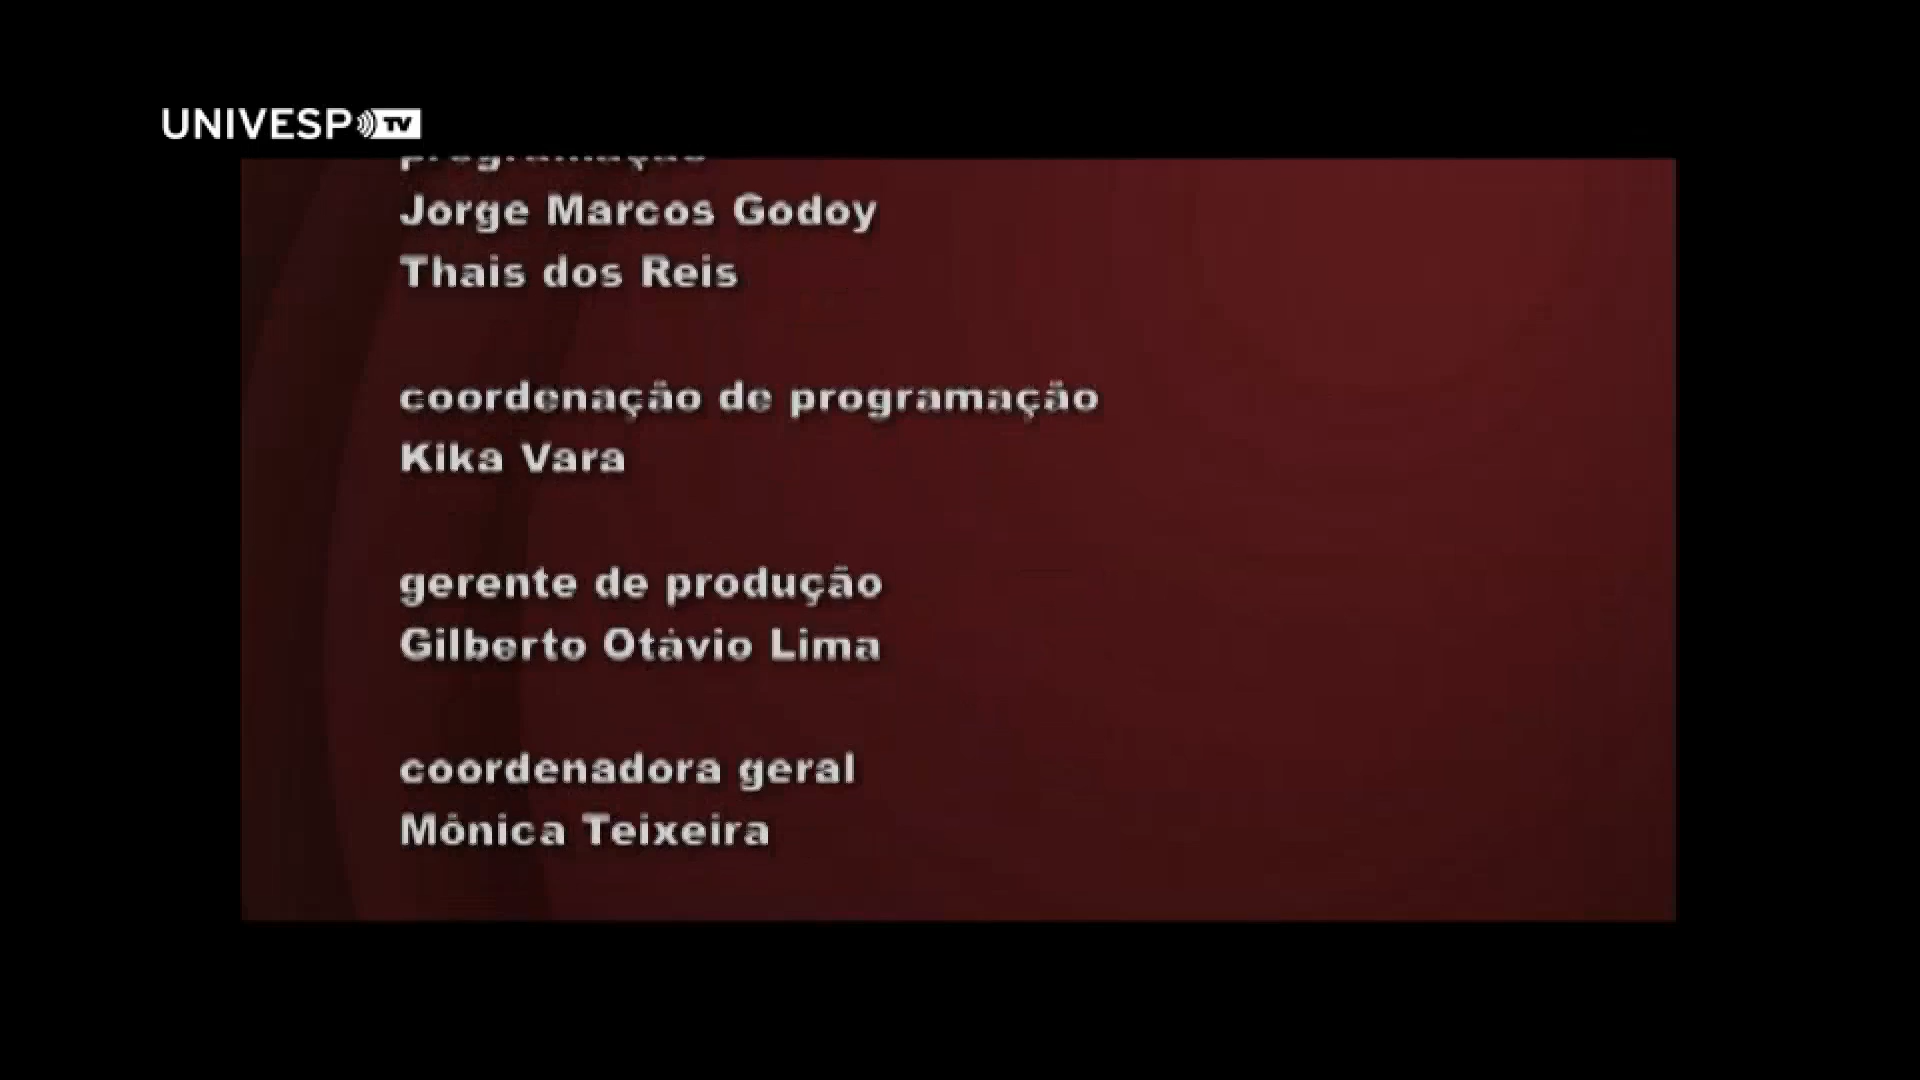 UNIVESP TV
programação
Jorge Marcos Godoy
Thais dos Reis
coordenação de programação
Kika Vara
gerente de produção
Gilberto Otávio Lima
coordenadora geral
Mônica Teixeira